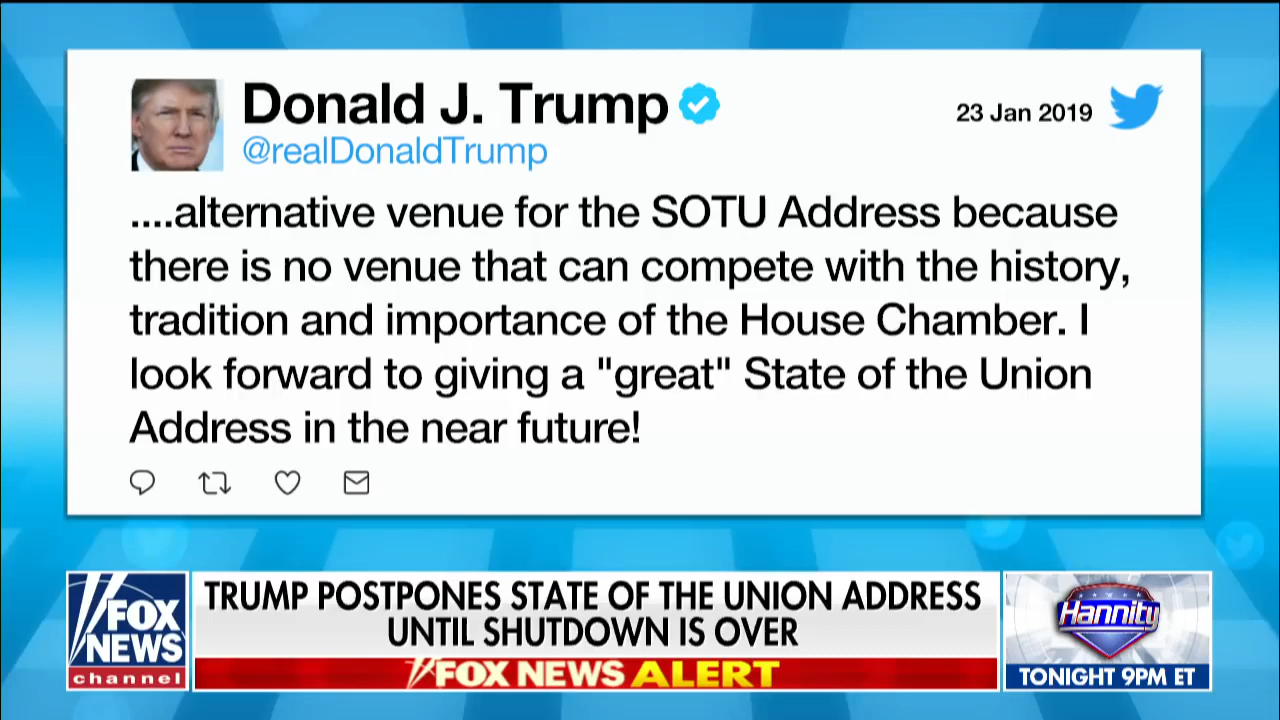 Donald J. Trump
@realDonaldTrump
23 Jan 2019
....alternative venue for the SOTU Address because
there is no venue that can compete with the history,
tradition and importance of the House Chamber. I
look forward to giving a "great" State of the Union
Address in the near future!
FOX
NEWS
channel
TRUMP POSTPONES STATE OF THE UNION ADDRESS
UNTIL SHUTDOWN IS OVER
FOX NEWS ALERT
Hannity
TONIGHT 9PM ET